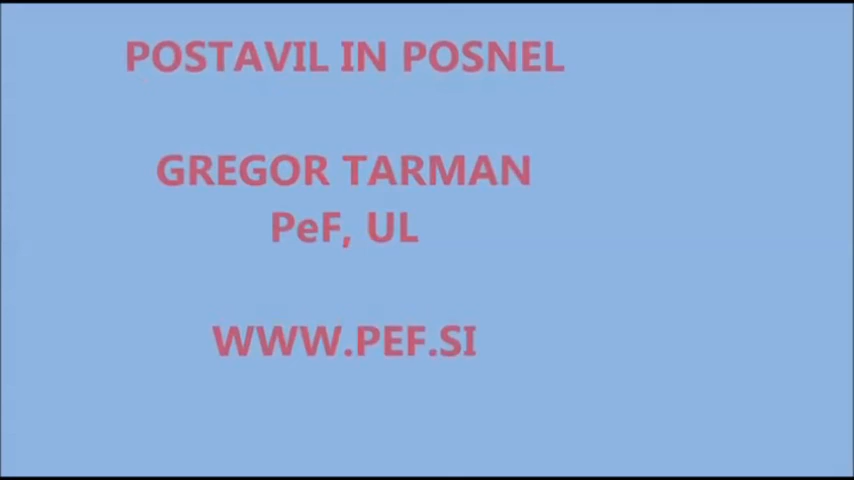 POSTAVIL IN POSNEL
GREGOR TARMAN
PeF, UL
WWW.PEF.SI